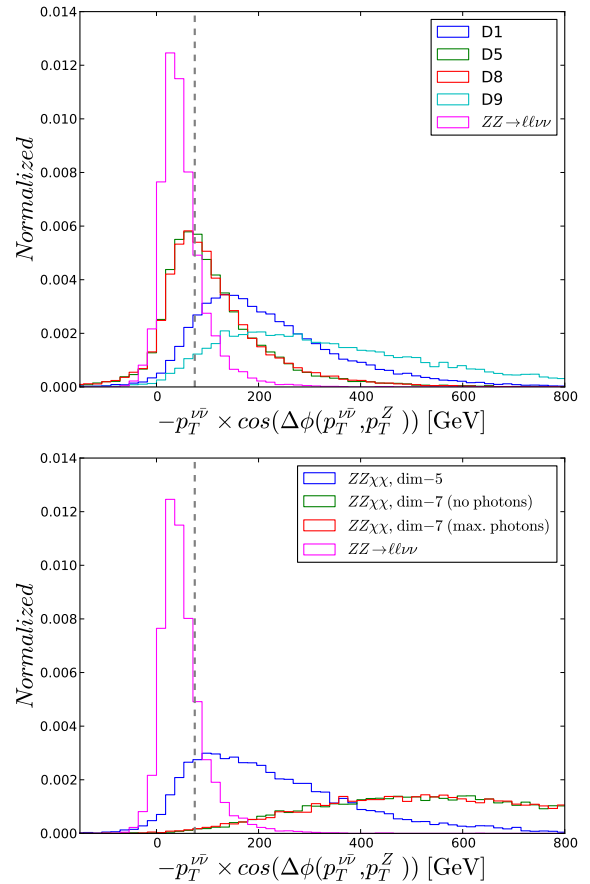 0.014
0.012
0.010
0.008
0.006
0.004
0.002
0.000
Normalized
D1
D5
D8
D9
ZZ→ℓℓνν
0 200 400 600 800
−p_T^{νν̄} × cos(Δϕ(p_T^{νν̄}, p_T^Z)) [GeV]
0.014
0.012
0.010
0.008
0.006
0.004
0.002
0.000
Normalized
ZZχχ, dim−5
ZZχχ, dim−7 (no photons)
ZZχχ, dim−7 (max. photons)
ZZ→ℓℓνν
0 200 400 600 800
−p_T^{νν̄} × cos(Δϕ(p_T^{νν̄}, p_T^Z)) [GeV]